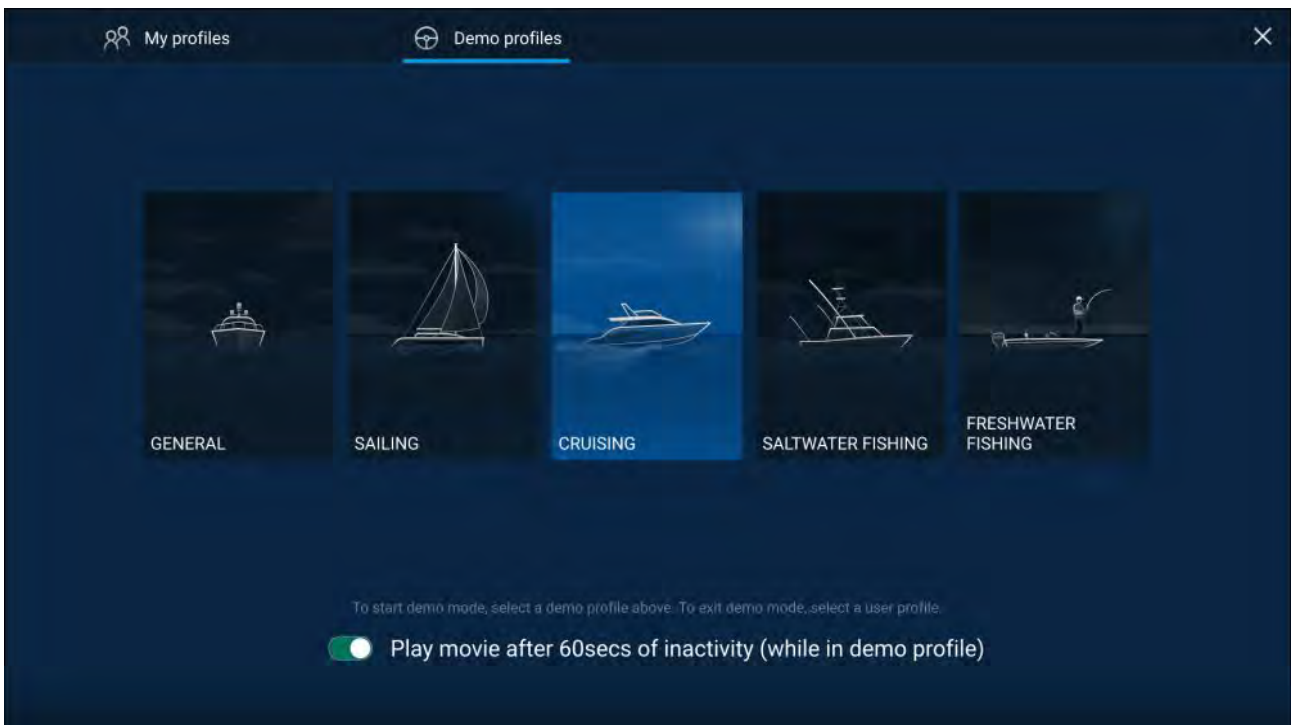 My profiles
Demo profiles
GENERAL
SAILING
CRUISING
SALTWATER FISHING
FRESHWATER
FISHING
To start demo mode, select a demo profile above. To exit demo mode, select a user profile.
Play movie after 60secs of inactivity (while in demo profile)